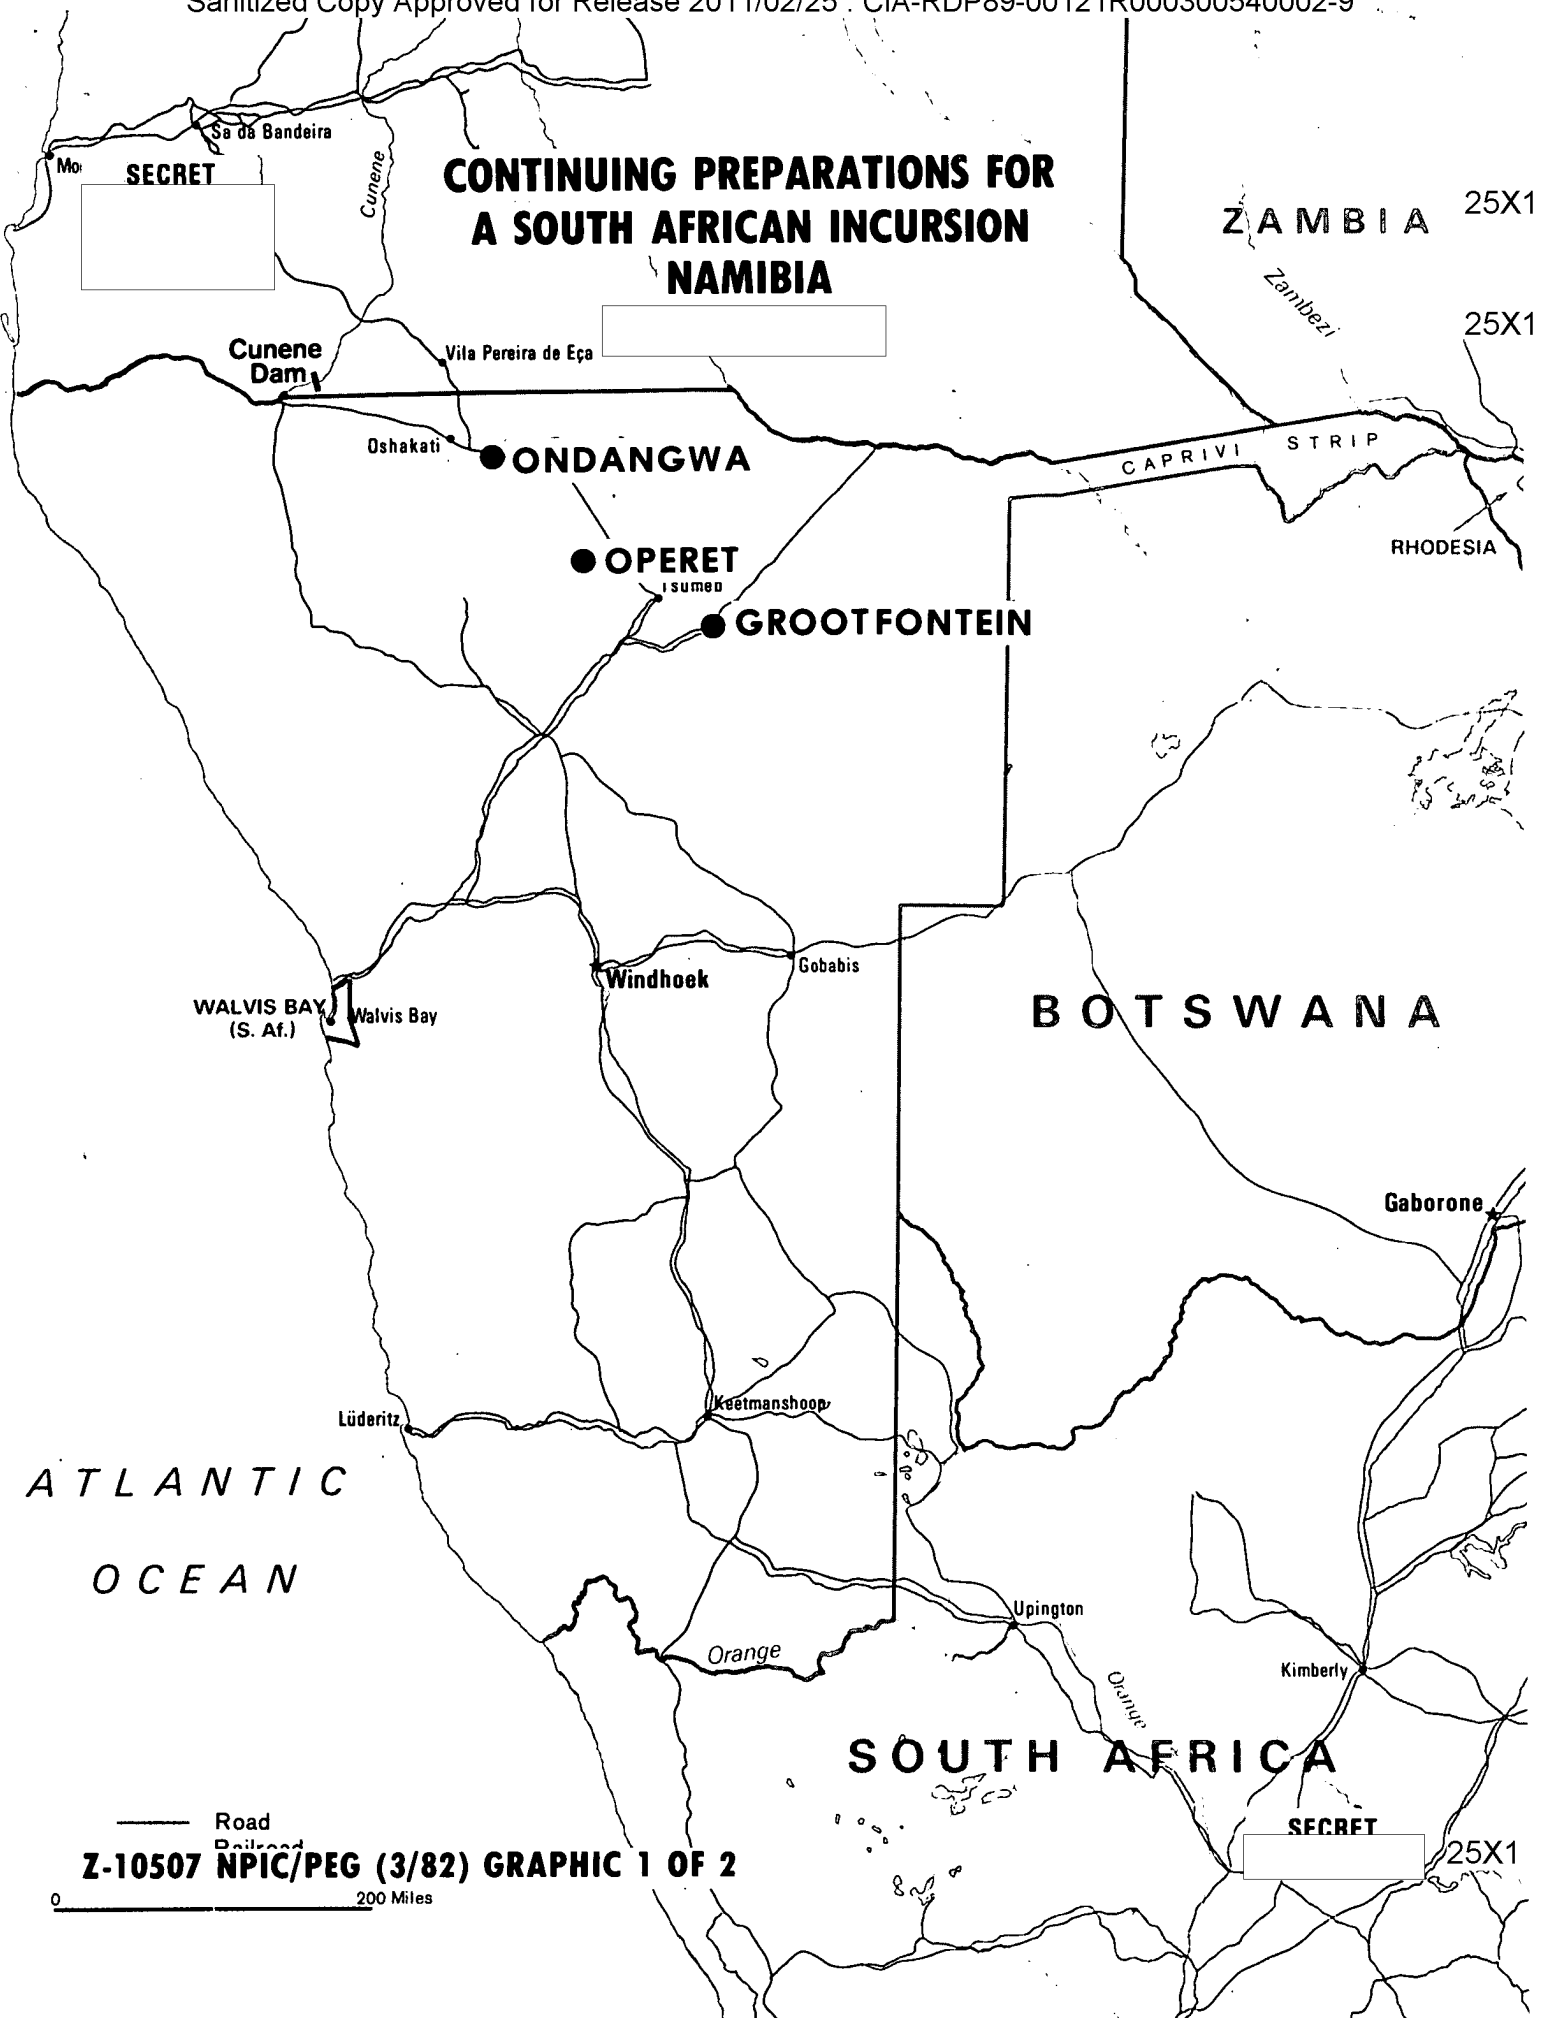 Sanitized Copy Approved for Release 2011/02/25 : CIA-RDP89-00121R000300540002-9
Sa da Bandeira
SECRET
Cunene
CONTINUING PREPARATIONS FOR
A SOUTH AFRICAN INCURSION
NAMIBIA
ZAMBIA
25X1
Zambezi
25X1
Cunene
Dam
Vila Pereira de Eça
Oshakati
ONDANGWA
CAPRIVI STRIP
RHODESIA
OPERET
Tsumeb
GROOTFONTEIN
Gobabis
Windhoek
WALVIS BAY
(S. Af.)
Walvis Bay
BOTSWANA
Gaborone
Keetmanshoop
Lüderitz
ATLANTIC
OCEAN
Upington
Orange
Kimberly
Orange
SOUTH AFRICA
Road
Railroad
SECRET
25X1
Z-10507 NPIC/PEG (3/82) GRAPHIC 1 OF 2
0 200 Miles